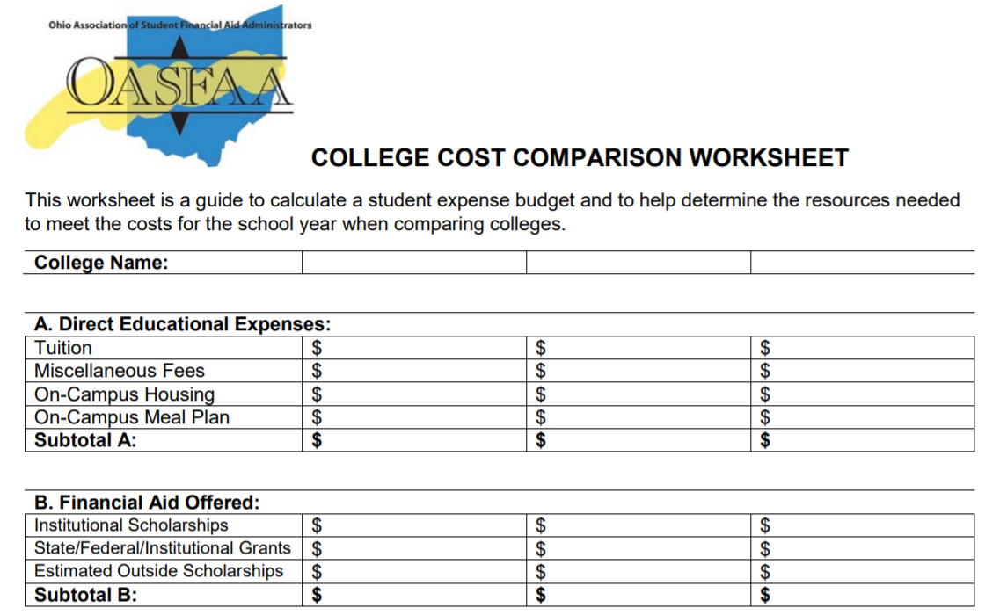 Ohio Association of Student Financial Aid Administrators
OASFAA
COLLEGE COST COMPARISON WORKSHEET
This worksheet is a guide to calculate a student expense budget and to help determine the resources needed
to meet the costs for the school year when comparing colleges.
College Name:
A. Direct Educational Expenses:
Tuition $ $ $
Miscellaneous Fees $ $ $
On-Campus Housing $ $ $
On-Campus Meal Plan $ $ $
Subtotal A: $ $ $
B. Financial Aid Offered:
Institutional Scholarships $ $ $
State/Federal/Institutional Grants $ $ $
Estimated Outside Scholarships $ $ $
Subtotal B: $ $ $